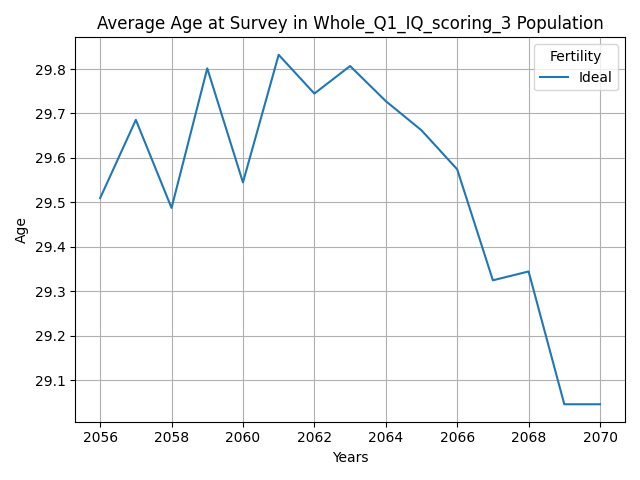 Average Age at Survey in Whole_Q1_IQ_scoring_3 Population
Fertility
Ideal
29.8
29.7
29.6
29.5
29.4
29.3
29.2
29.1
Age
2056 2058 2060 2062 2064 2066 2068 2070
Years